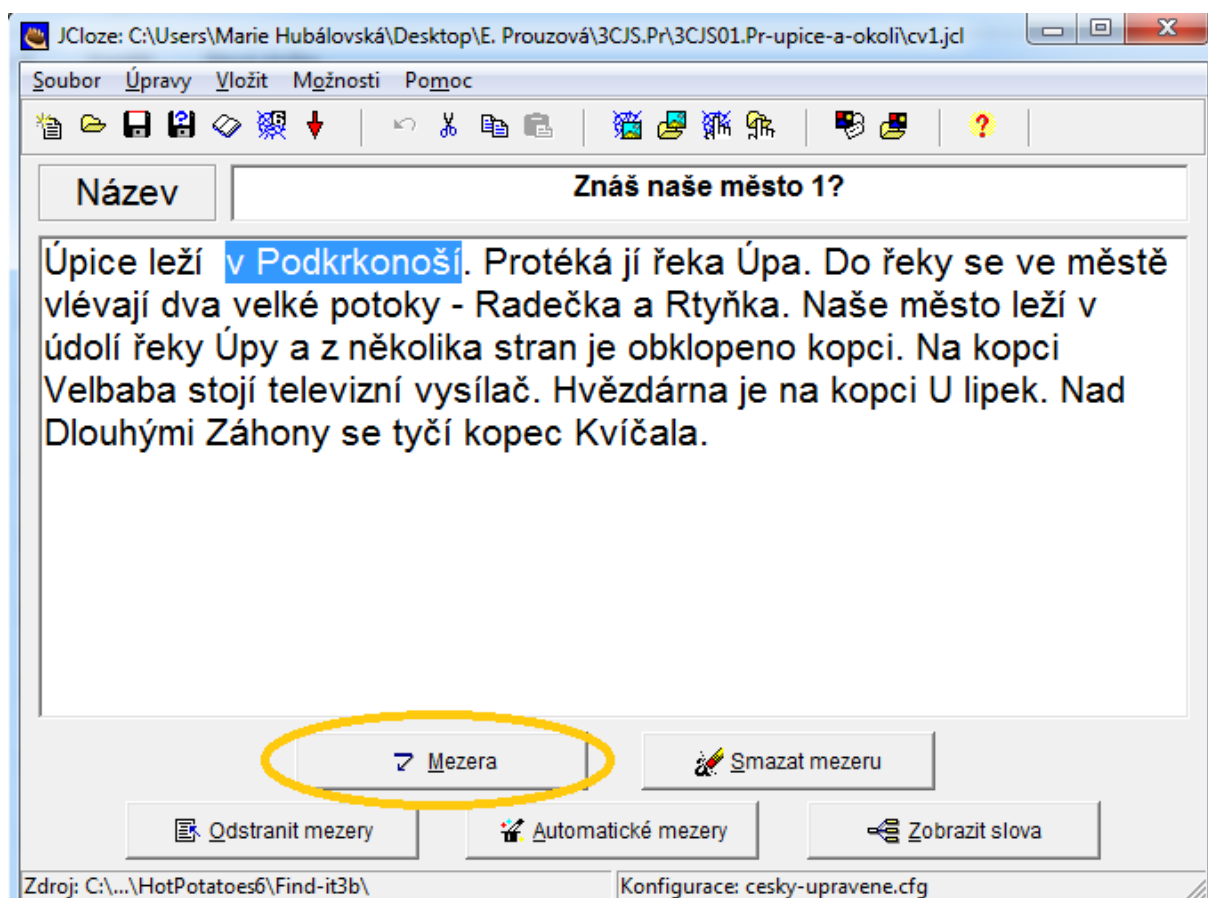 JCloze: C:\Users\Marie Hubálovská\Desktop\E. Prouzová\3CJS.Pr\3CJS01.Pr-upice-a-okoli\cv1.jcl
Soubor Úpravy Vložit Možnosti Pomoc
Název
Znáš naše město 1?
Úpice leží v Podkrkonoší. Protéká jí řeka Úpa. Do řeky se ve městě
vlévají dva velké potoky - Radečka a Rtyňka. Naše město leží v
údolí řeky Úpy a z několika stran je obklopeno kopci. Na kopci
Velbaba stojí televizní vysílač. Hvězdárna je na kopci U lipek. Nad
Dlouhými Záhony se tyčí kopec Kvíčala.
Mezera Smazat mezeru
Odstranit mezery Automatické mezery Zobrazit slova
Zdroj: C:\...\HotPotatoes6\Find-it3b\ Konfigurace: cesky-upravene.cfg